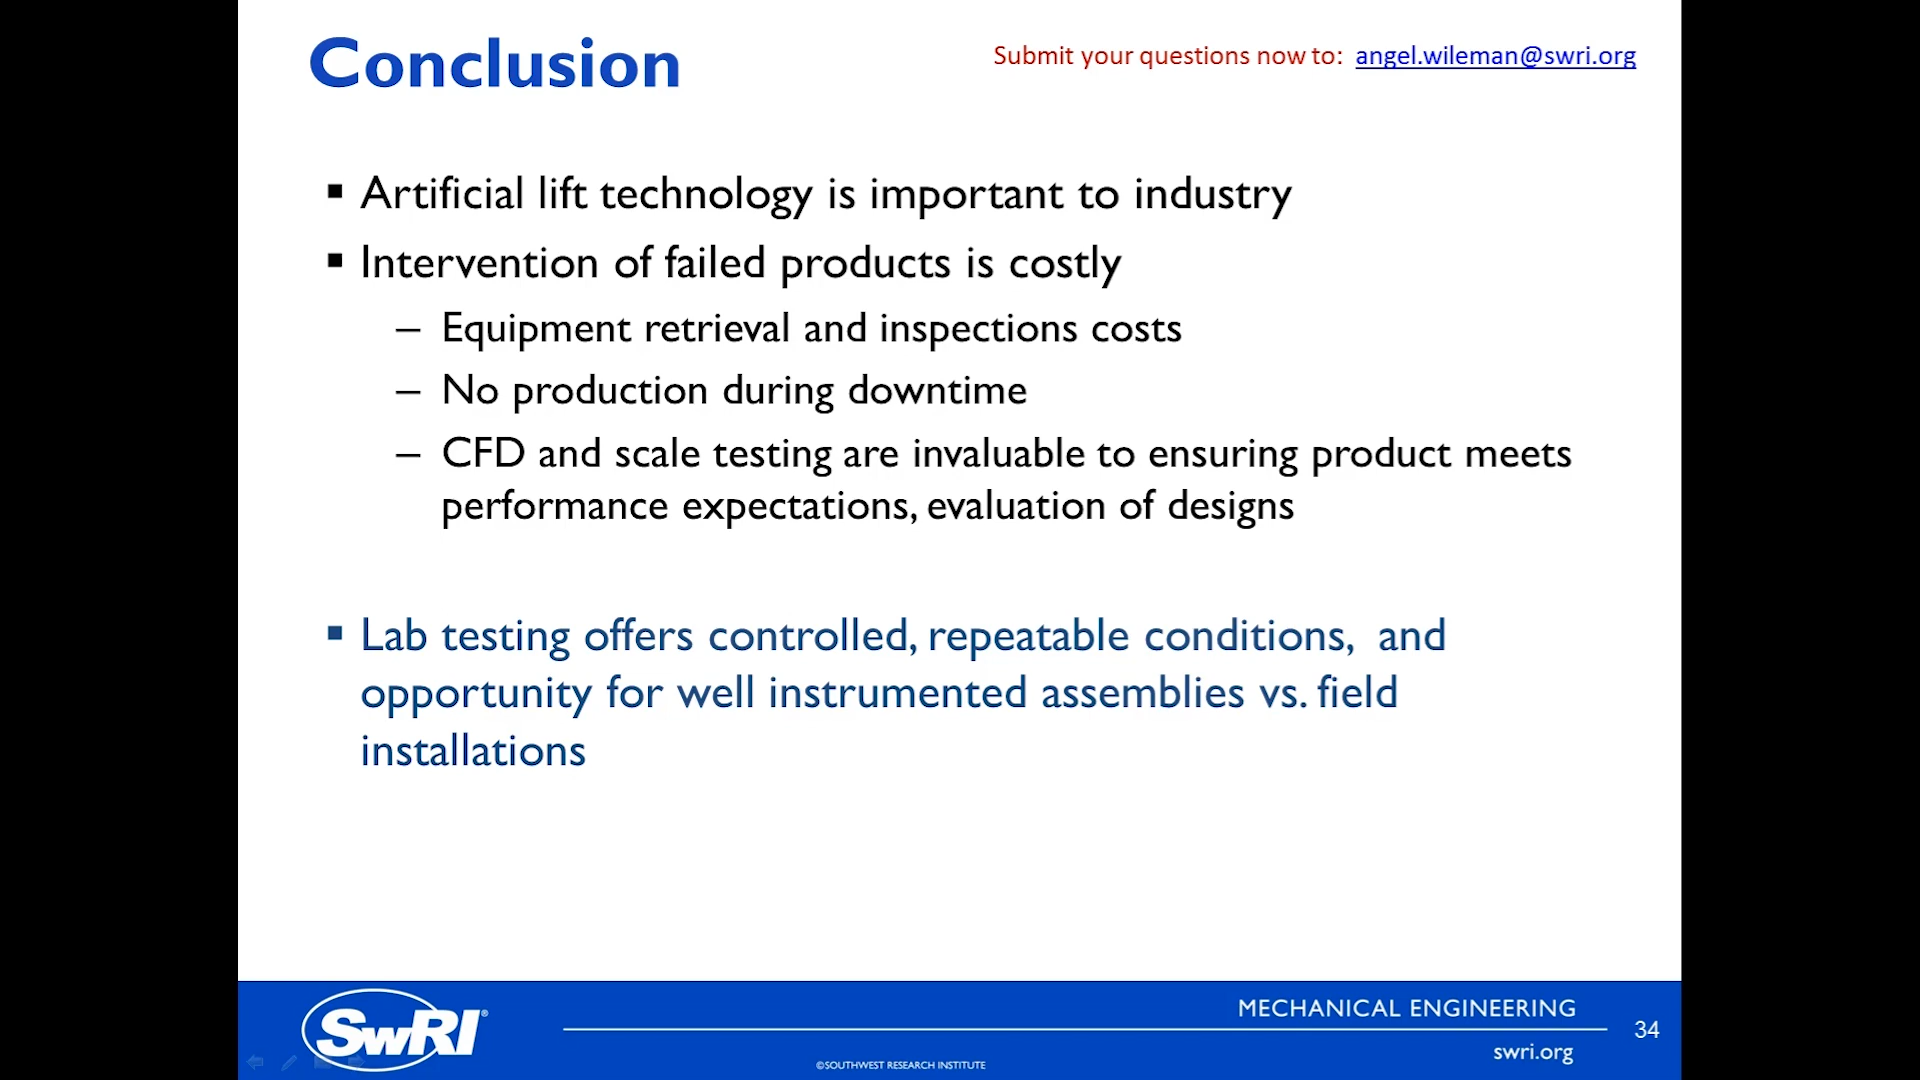 Conclusion
Submit your questions now to: angel.wileman@swri.org
▪ Artificial lift technology is important to industry
▪ Intervention of failed products is costly
– Equipment retrieval and inspections costs
– No production during downtime
– CFD and scale testing are invaluable to ensuring product meets
performance expectations, evaluation of designs
▪ Lab testing offers controlled, repeatable conditions,  and
opportunity for well instrumented assemblies vs. field
installations
SwRI®
MECHANICAL ENGINEERING
34
swri.org
©SOUTHWEST RESEARCH INSTITUTE